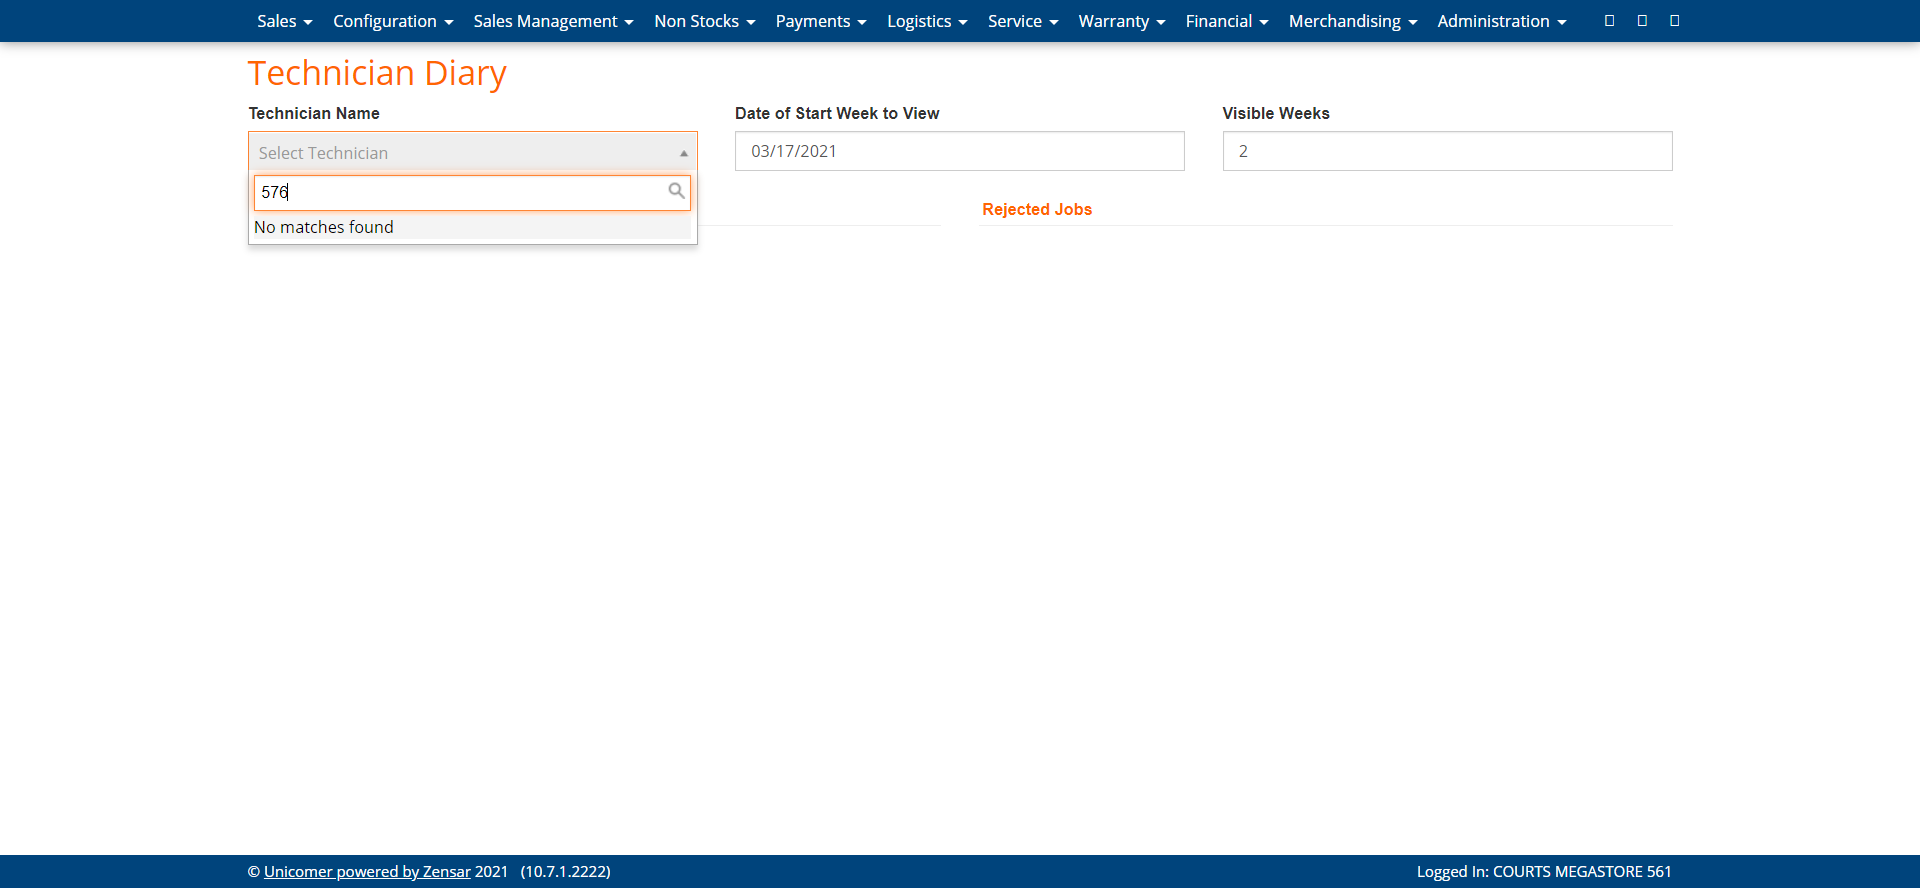 Sales Configuration Sales Management Non Stocks Payments Logistics Service Warranty Financial Merchandising Administration
Technician Diary
Technician Name Date of Start Week to View Visible Weeks
Select Technician 03/17/2021 2
576
Rejected Jobs
No matches found
© Unicomer powered by Zensar 2021 (10.7.1.2222) Logged In: COURTS MEGASTORE 561